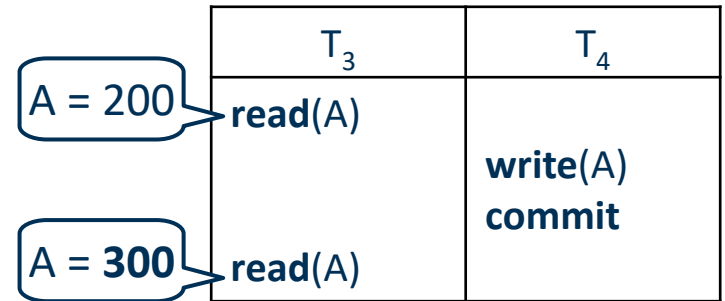 T3 T4
A = 200
read(A)
write(A)
commit
A = 300
read(A)